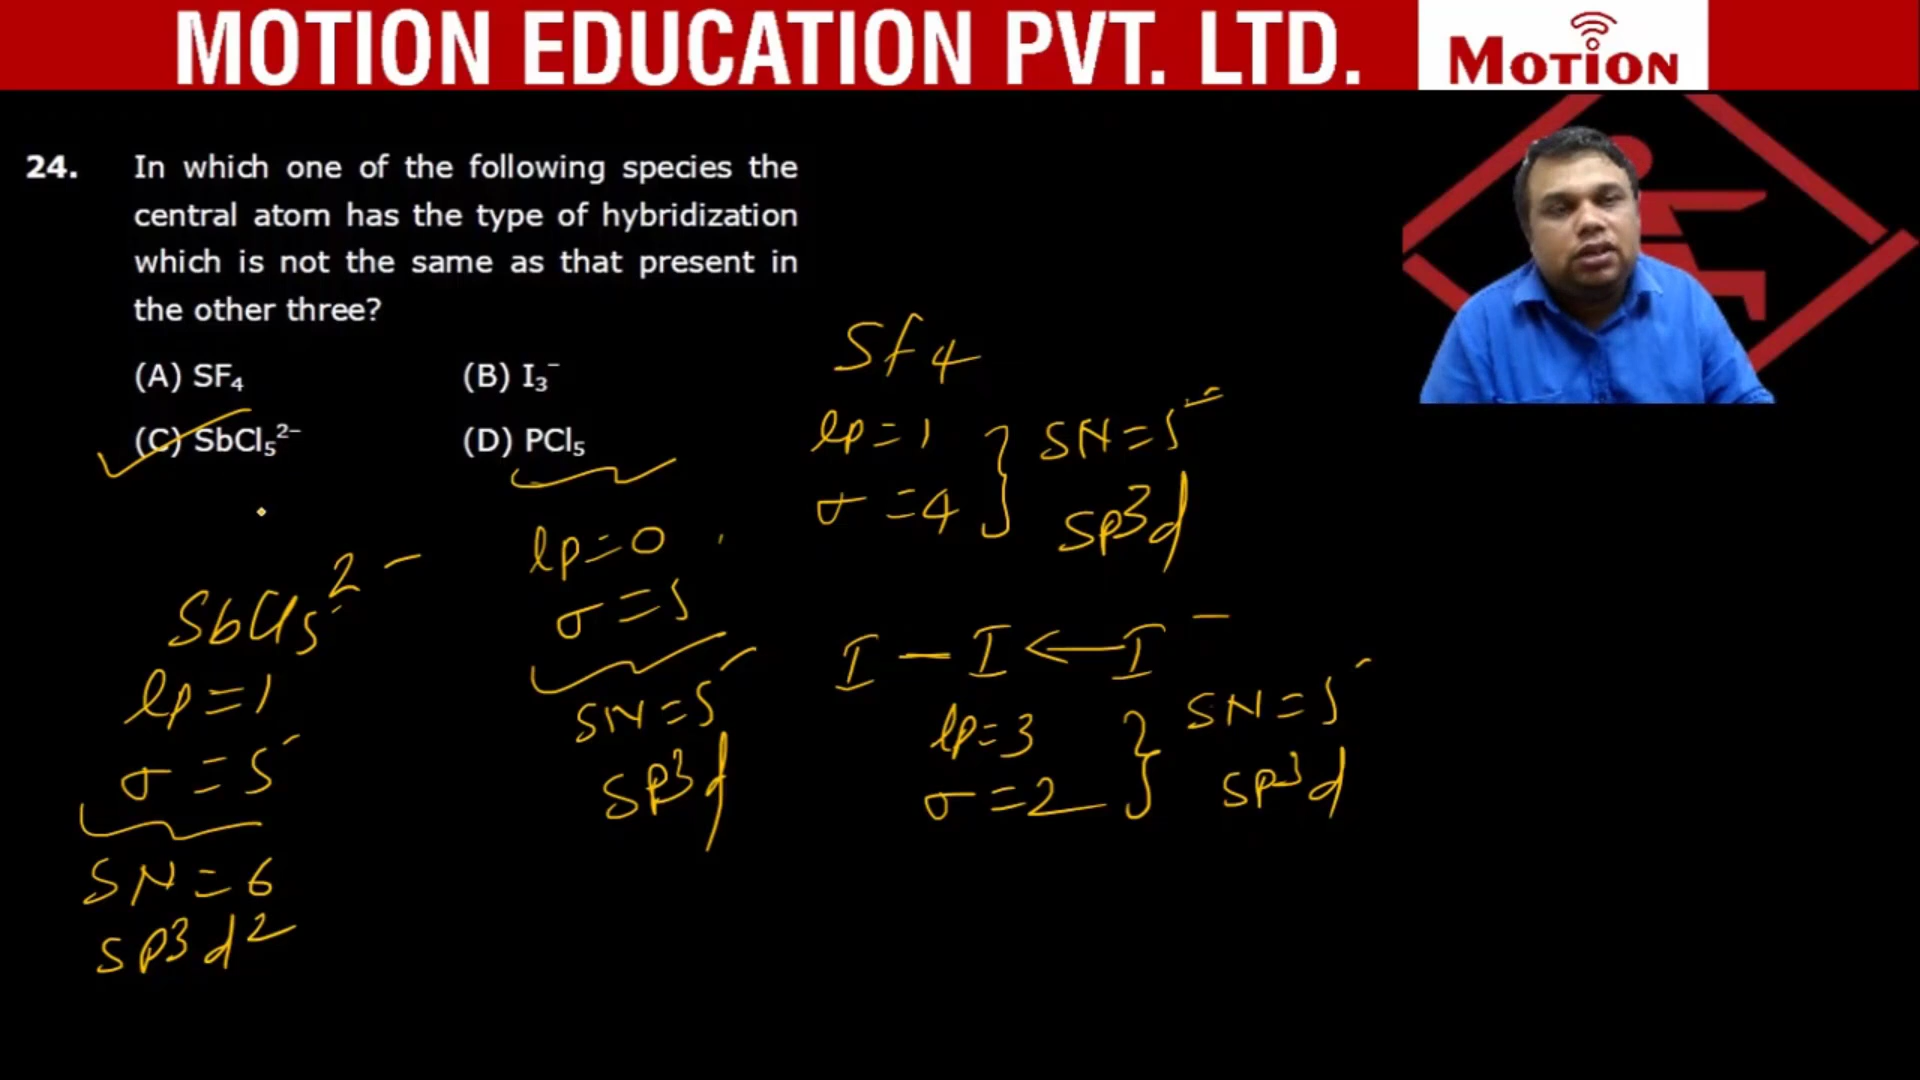 MOTION EDUCATION PVT. LTD.
MOTION
24. In which one of the following species the
central atom has the type of hybridization
which is not the same as that present in
the other three?
(A) SF₄ (B) I₃⁻
(C) SbCl₅²⁻ (D) PCl₅
Sf₄
lp=1
σ=4
SN=5
sp³d
lp=0
σ=5
SN=5
sp³d
SbCl₅²⁻
lp=1
σ=5
SN=6
sp³d²
I—I←I⁻
lp=3
σ=2
SN=5
sp³d